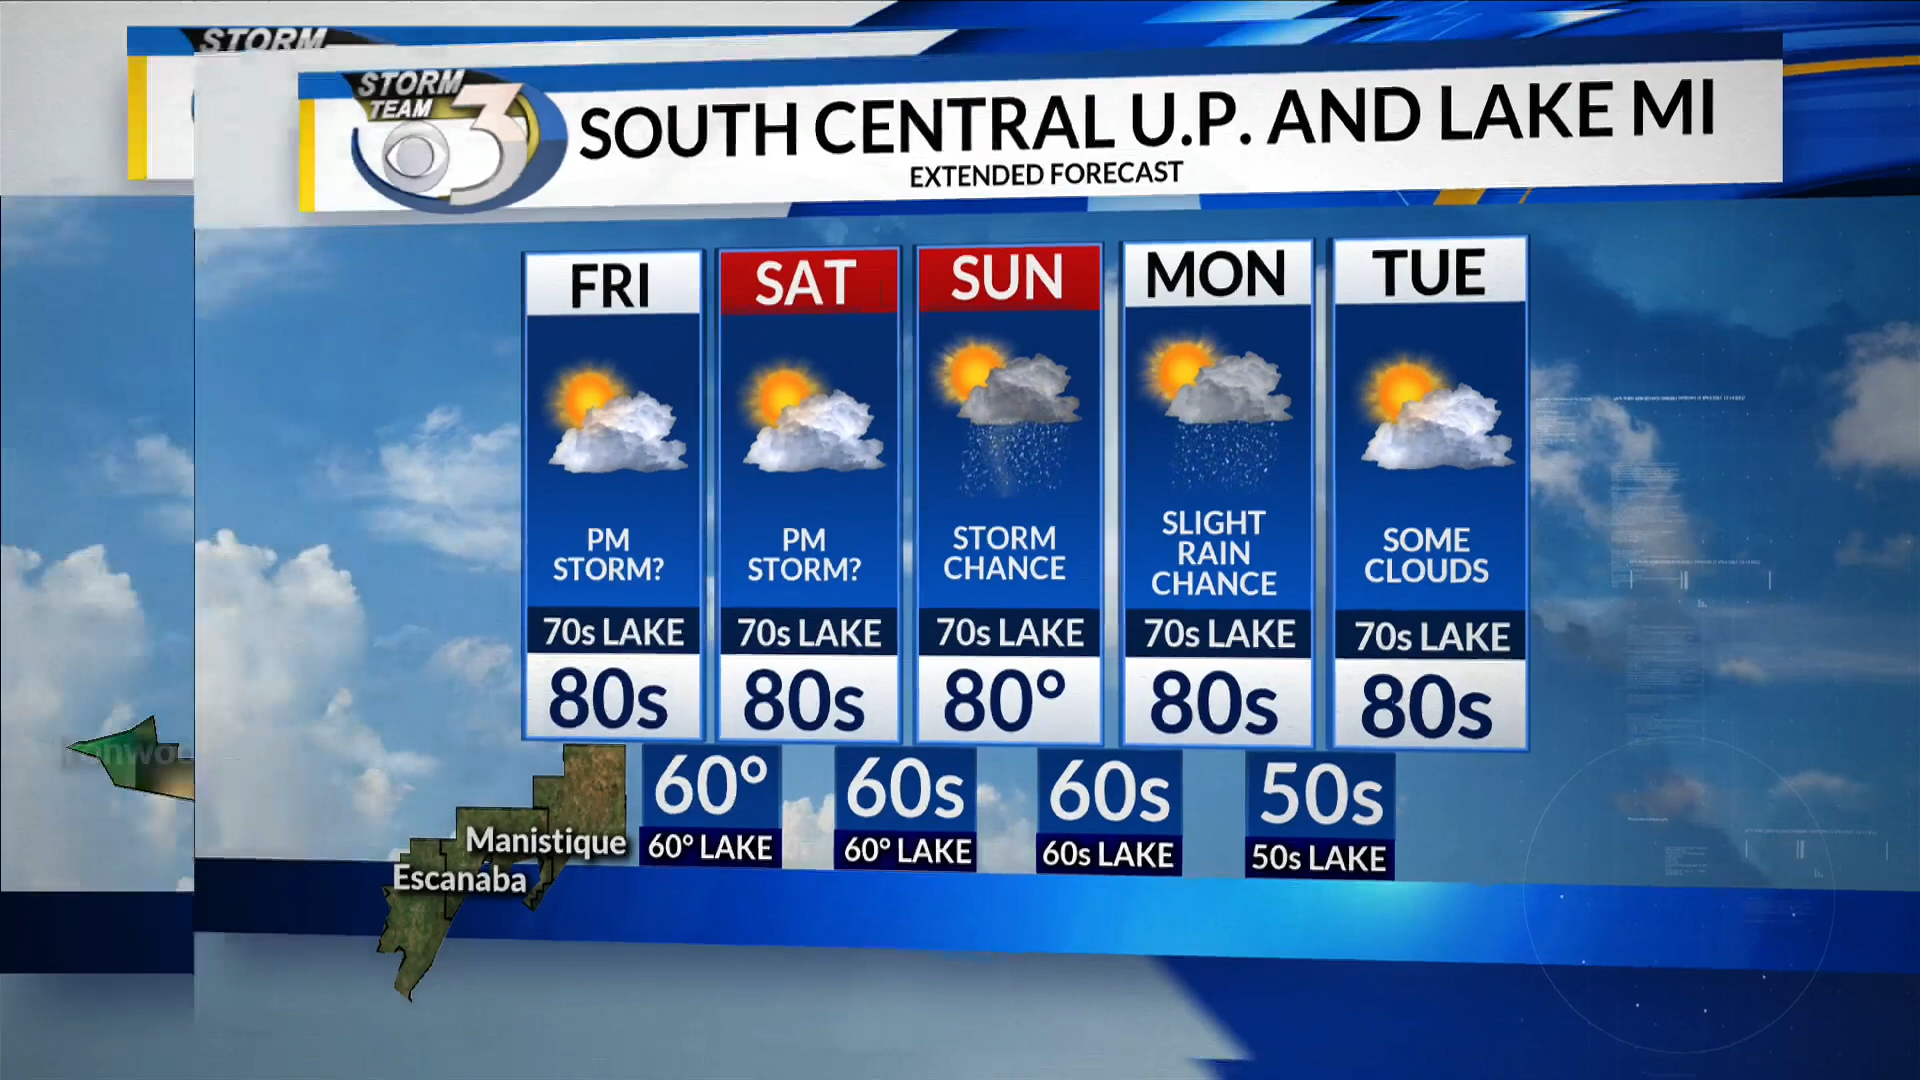 STORM
STORM
TEAM
3
SOUTH CENTRAL U.P. AND LAKE MI
EXTENDED FORECAST
FRI
SAT
SUN
MON
TUE
PM
STORM?
PM
STORM?
STORM
CHANCE
SLIGHT
RAIN
CHANCE
SOME
CLOUDS
70s LAKE
70s LAKE
70s LAKE
70s LAKE
70s LAKE
80s
80s
80°
80s
80s
60°
60s
60s
50s
60° LAKE
60° LAKE
60s LAKE
50s LAKE
Manistique
Escanaba